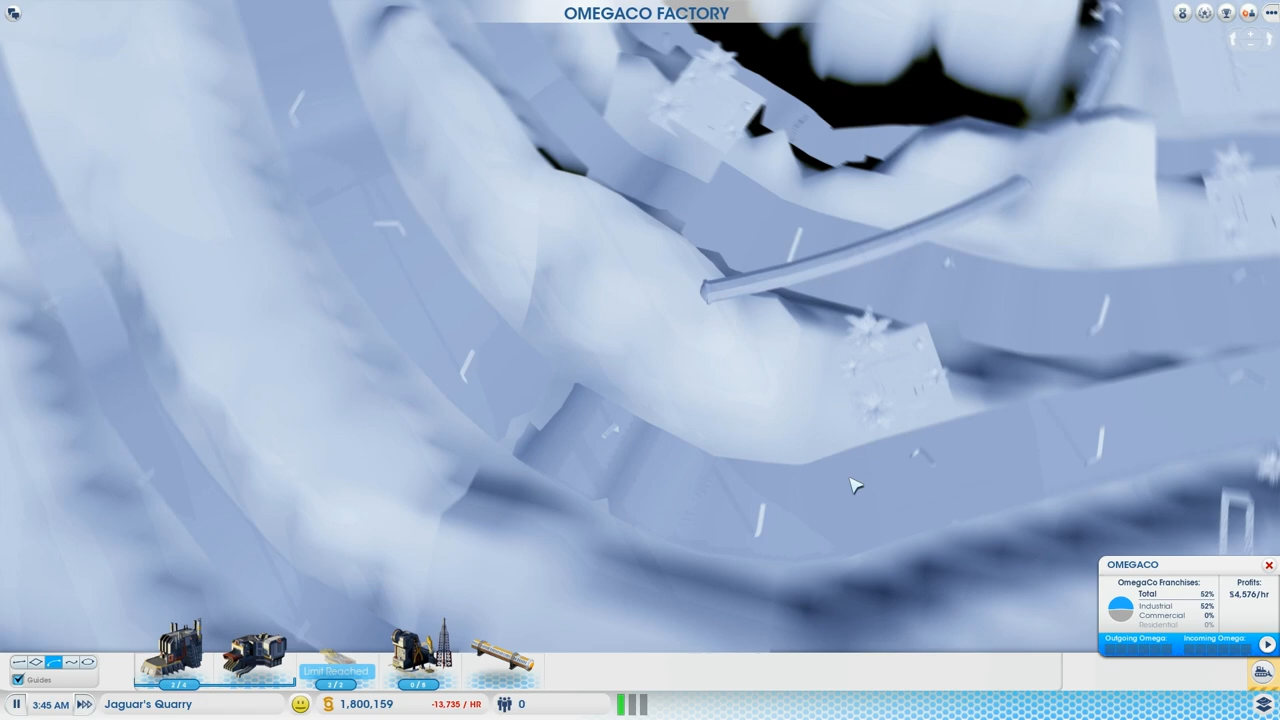 OMEGACO FACTORY
OMEGACO
OmegaCo Franchises:
Profits:
Total 52%
S4,576/hr
Industrial 52%
Commercial 0%
Residential 0%
Outgoing Omega:
Incoming Omega:
Limit Reached
2/4
2/2
0/8
Guides
3:45 AM
Jaguar's Quarry
1,800,159
-13,735 / HR
0